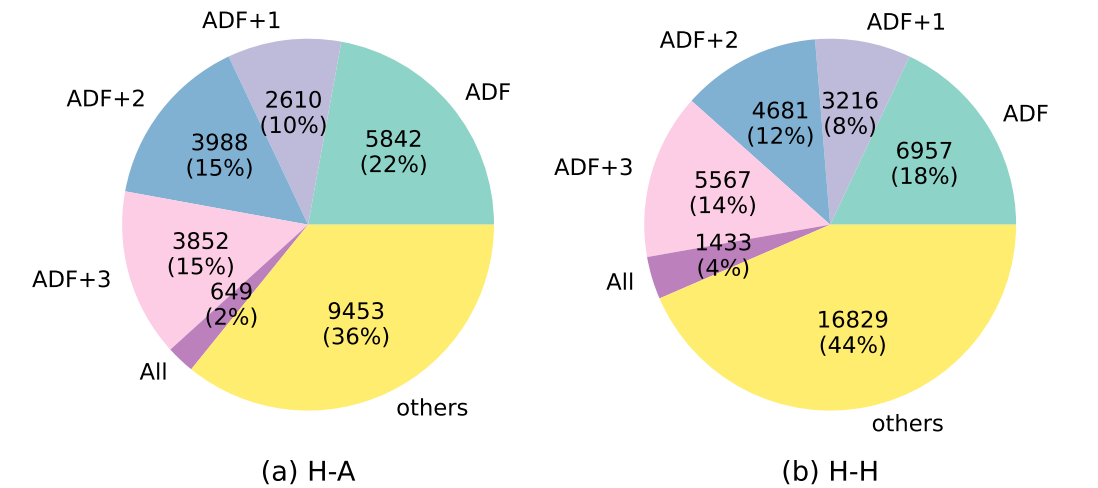 ADF+1
ADF
ADF+2
2610
(10%)
5842
(22%)
3988
(15%)
3852
(15%)
ADF+3
649
(2%)
9453
(36%)
All
others
(a) H-A
ADF+1
ADF+2
ADF
3216
(8%)
4681
(12%)
6957
(18%)
ADF+3
5567
(14%)
1433
(4%)
All
16829
(44%)
others
(b) H-H